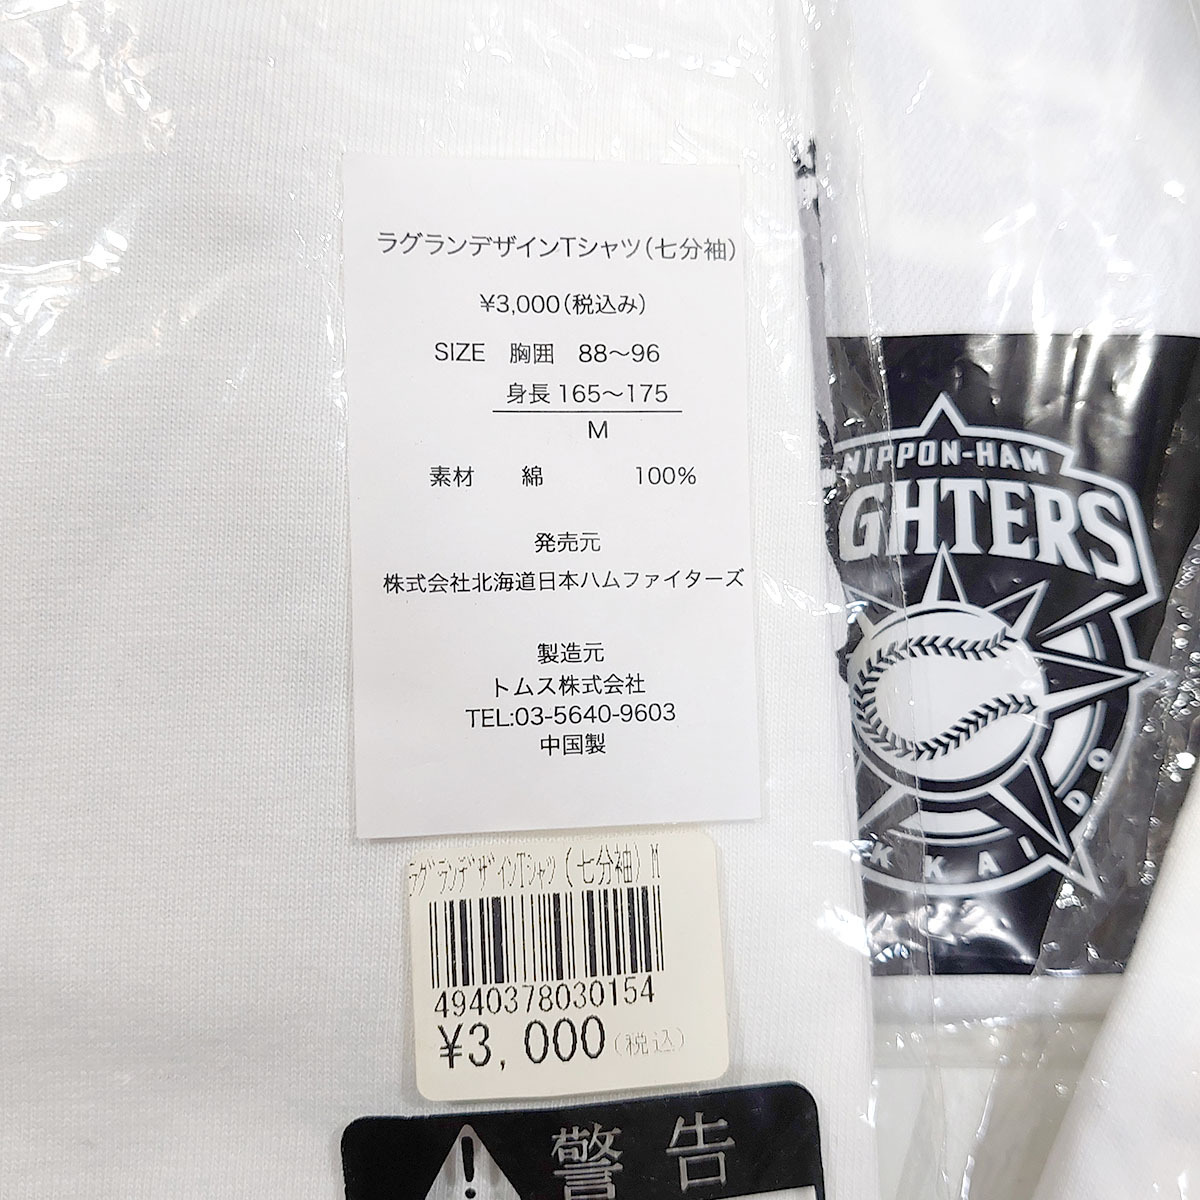 ラグランデザインTシャツ(七分袖)
¥3,000(税込み)
SIZE 胸囲 88〜96
身長 165〜175
M
素材 綿 100%
発売元
株式会社北海道日本ハムファイターズ
製造元
トムス株式会社
TEL:03-5640-9603
中国製
ラグランデザインTシャツ(七分袖) M
4940378030154
¥3,000(税込)
警告
NIPPON-HAM
GHTERS
KKAIDO